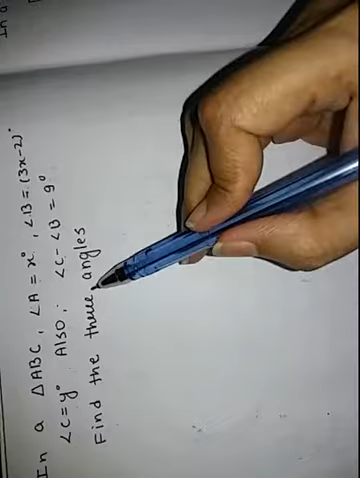 In a ΔABC, ∠A = x°, ∠B = (3x-2)°
∠C = y° Also, ∠C - ∠B = 9°
Find the three angles